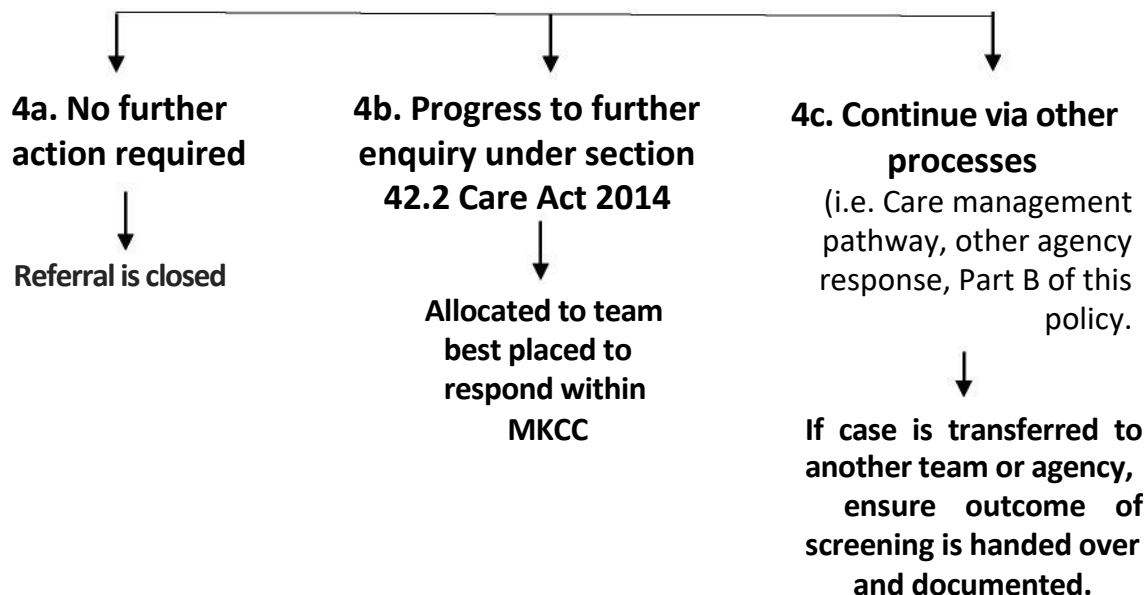 4a. No further
action required
Referral is closed
4b. Progress to further
enquiry under section
42.2 Care Act 2014
Allocated to team
best placed to
respond within
MKCC
4c. Continue via other
processes
(i.e. Care management
pathway, other agency
response, Part B of this
policy.
If case is transferred to
another team or agency,
ensure outcome of
screening is handed over
and documented.